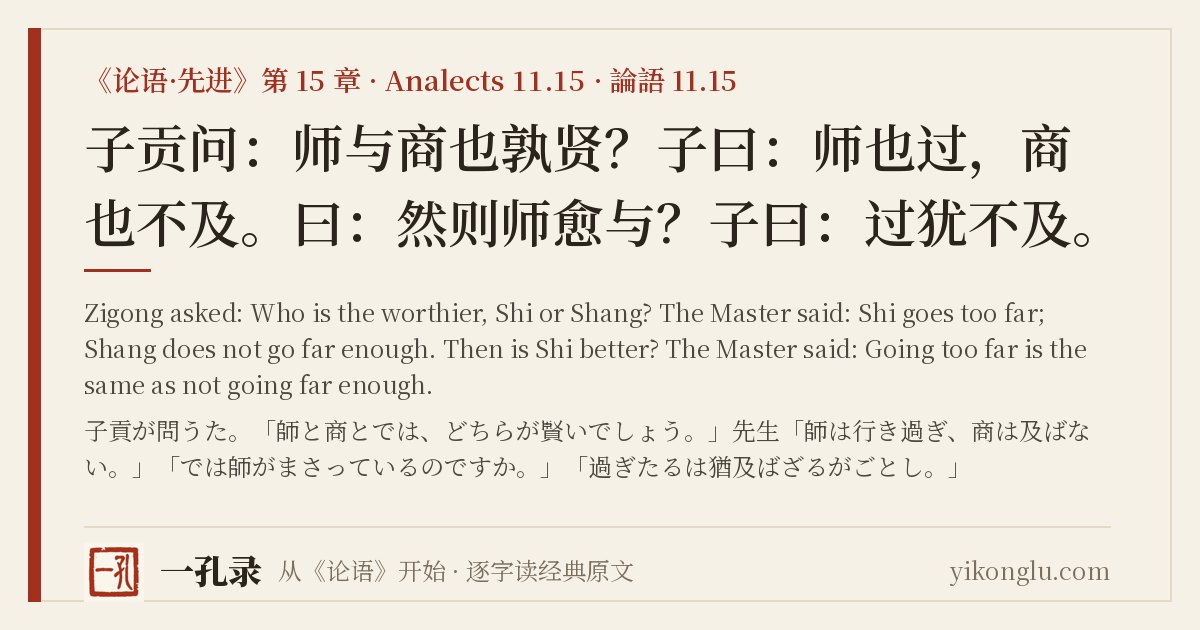 《论语·先进》第 15 章 · Analects 11.15 · 論語 11.15
子贡问：师与商也孰贤？子曰：师也过，商
也不及。曰：然则师愈与？子曰：过犹不及。
Zigong asked: Who is the worthier, Shi or Shang? The Master said: Shi goes too far;
Shang does not go far enough. Then is Shi better? The Master said: Going too far is the
same as not going far enough.
子貢が問うた。「師と商とでは、どちらが賢いでしょう。」先生「師は行き過ぎ、商は及ばな
い。」「では師がまさっているのですか。」「過ぎたるは猶及ばざるがごとし。」
一孔
一孔录
从《论语》开始 · 逐字读经典原文
yikonglu.com